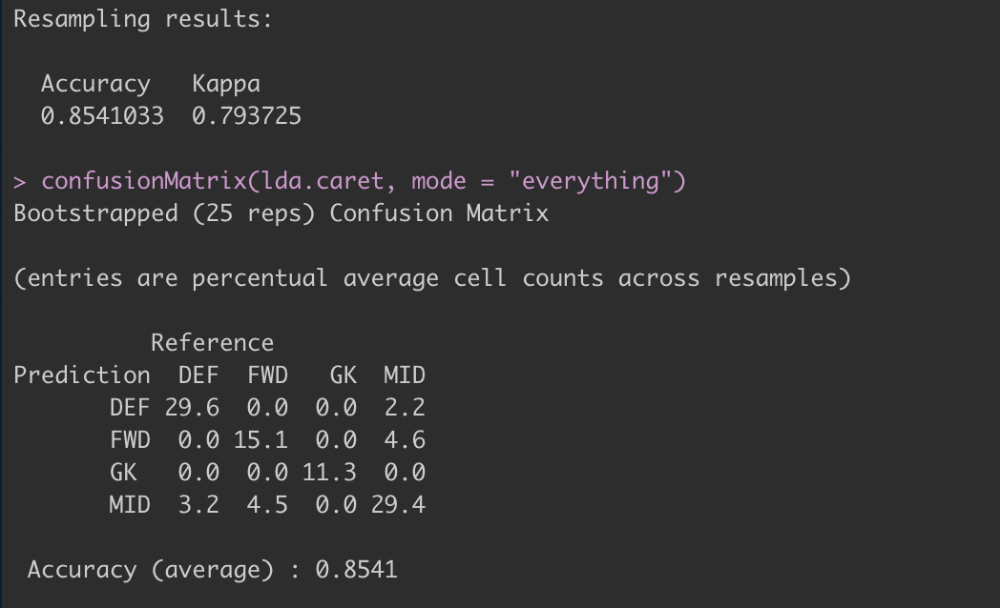 Resampling results:
Accuracy Kappa
0.8541033 0.793725
> confusionMatrix(lda.caret, mode = "everything")
Bootstrapped (25 reps) Confusion Matrix
(entries are percentual average cell counts across resamples)
Reference
Prediction DEF FWD GK MID
DEF 29.6 0.0 0.0 2.2
FWD 0.0 15.1 0.0 4.6
GK 0.0 0.0 11.3 0.0
MID 3.2 4.5 0.0 29.4
Accuracy (average) : 0.8541